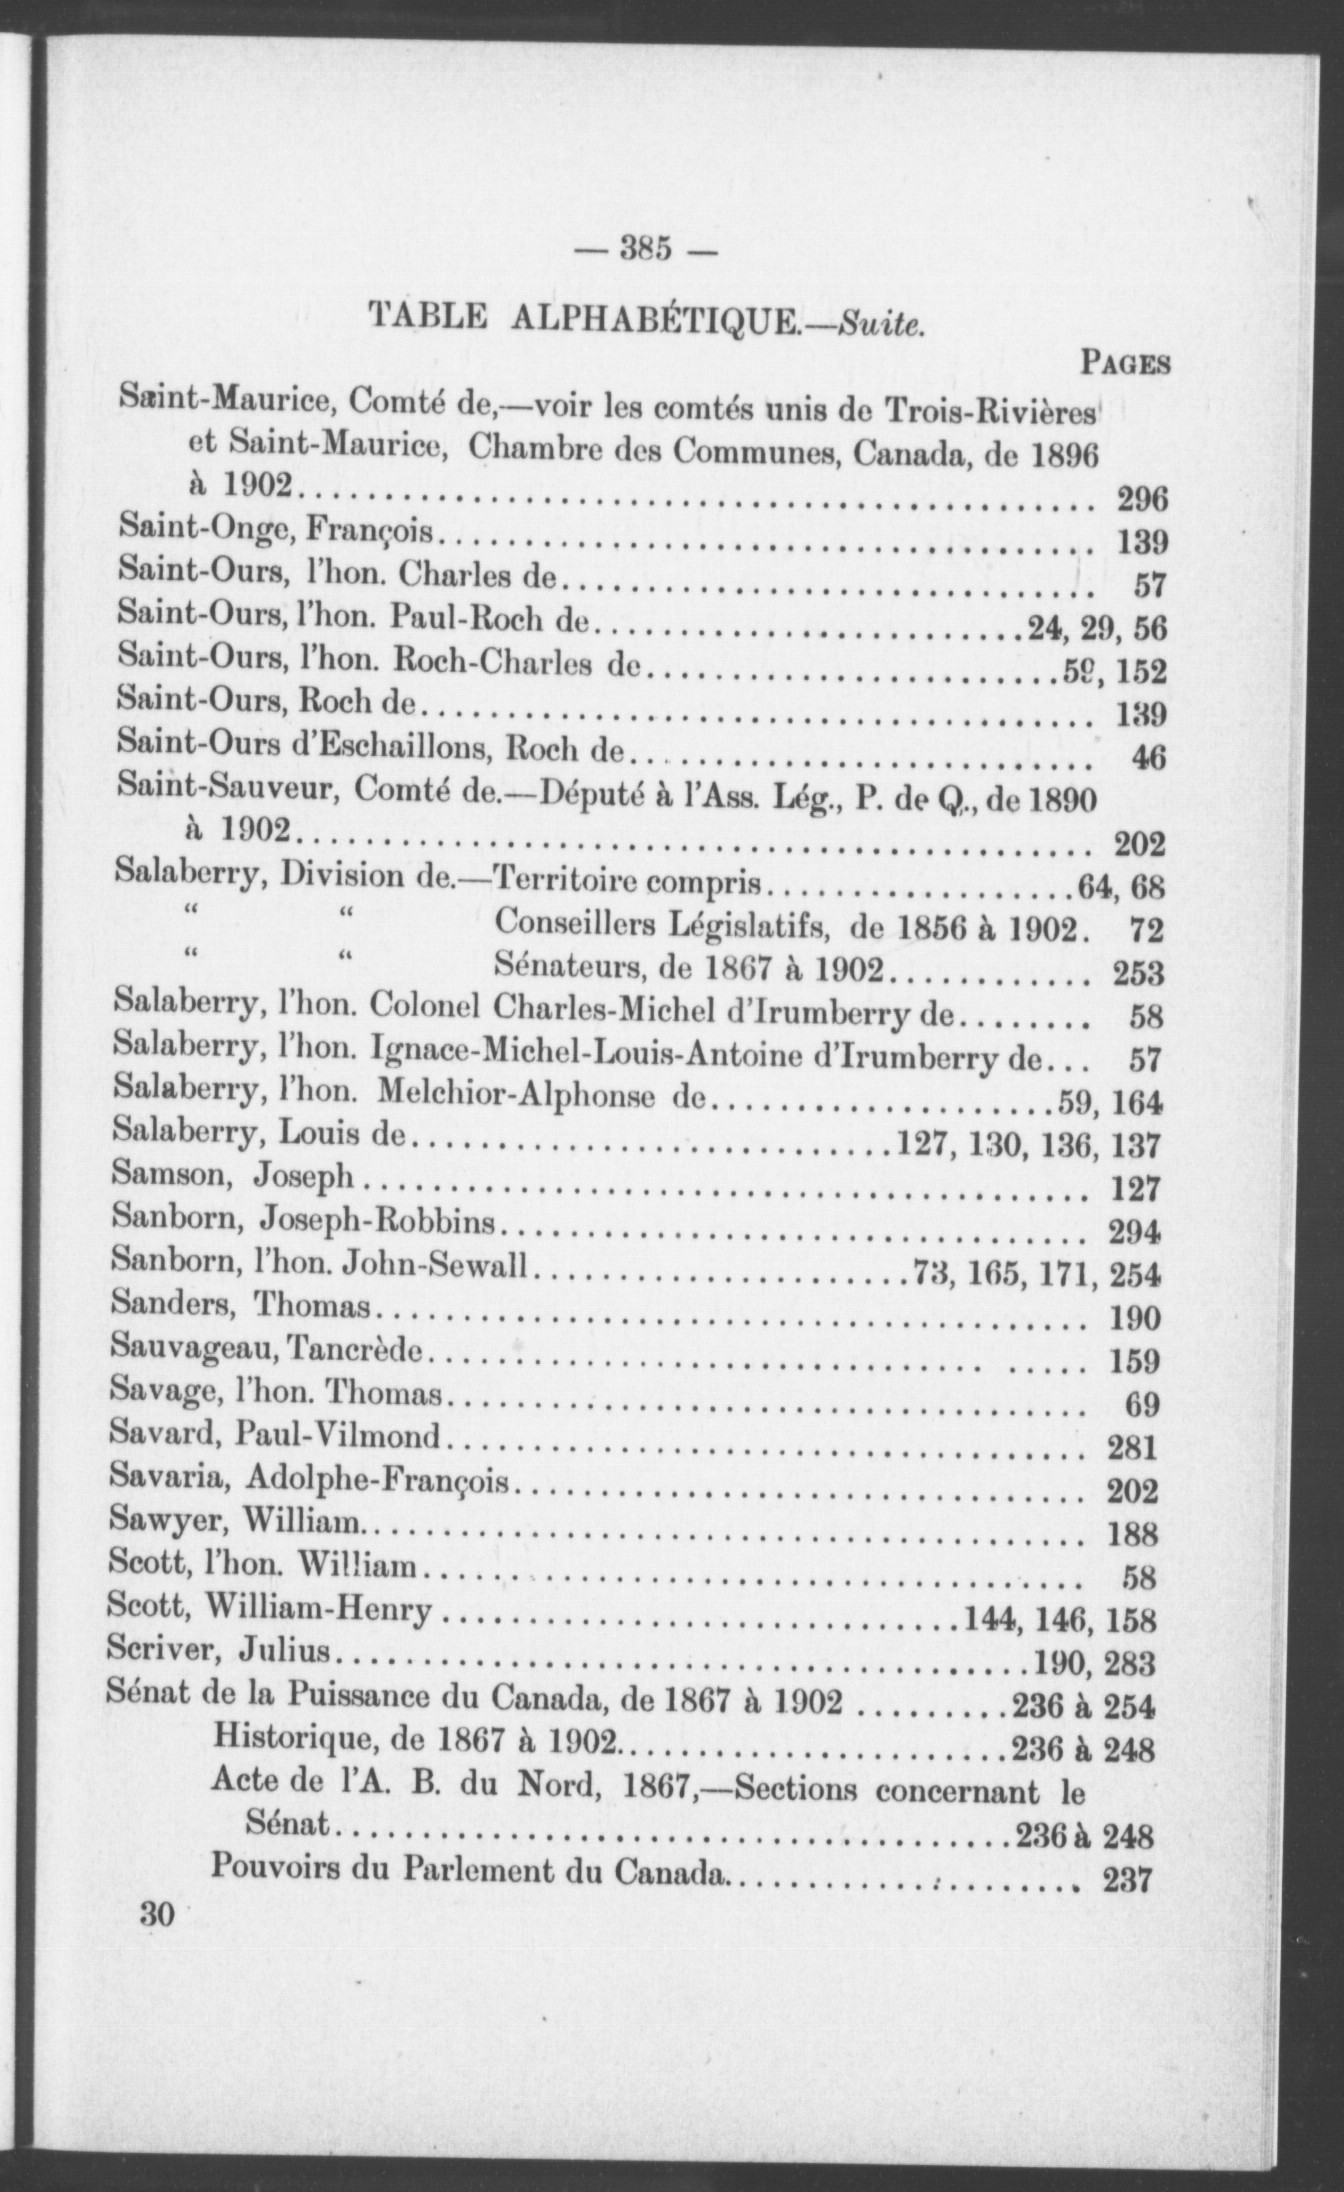 — 385 —
TABLE ALPHABÉTIQUE.—Suite.
PAGES
Saint-Maurice, Comté de,—voir les comtés unis de Trois-Rivières
et Saint-Maurice, Chambre des Communes, Canada, de 1896
à 1902.................................................. 296
Saint-Onge, François........................................ 139
Saint-Ours, l'hon. Charles de................................. 57
Saint-Ours, l'hon. Paul-Roch de...........................24, 29, 56
Saint-Ours, l'hon. Roch-Charles de..........................59, 152
Saint-Ours, Roch de......................................... 139
Saint-Ours d'Eschaillons, Roch de............................. 46
Saint-Sauveur, Comté de.—Député à l'Ass. Lég., P. de Q., de 1890
à 1902.................................................. 202
Salaberry, Division de.—Territoire compris...................64, 68
“ “ Conseillers Législatifs, de 1856 à 1902. 72
“ “ Sénateurs, de 1867 à 1902............. 253
Salaberry, l'hon. Colonel Charles-Michel d'Irumberry de........ 58
Salaberry, l'hon. Ignace-Michel-Louis-Antoine d'Irumberry de... 57
Salaberry, l'hon. Melchior-Alphonse de.....................59, 164
Salaberry, Louis de.............................127, 130, 136, 137
Samson, Joseph ............................................ 127
Sanborn, Joseph-Robbins.................................... 294
Sanborn, l'hon. John-Sewall.......................73, 165, 171, 254
Sanders, Thomas........................................... 190
Sauvageau, Tancrède.................................. ..... 159
Savage, l'hon. Thomas....................................... 69
Savard, Paul-Vilmond....................................... 281
Savaria, Adolphe-François................................... 202
Sawyer, William............................................ 188
Scott, l'hon. William........................................ 58
Scott, William-Henry ...............................144, 146, 158
Scriver, Julius..........................................190, 283
Sénat de la Puissance du Canada, de 1867 à 1902 .........236 à 254
Historique, de 1867 à 1902........................236 à 248
Acte de l'A. B. du Nord, 1867,—Sections concernant le
Sénat.........................................236 à 248
Pouvoirs du Parlement du Canada...................... 237
30